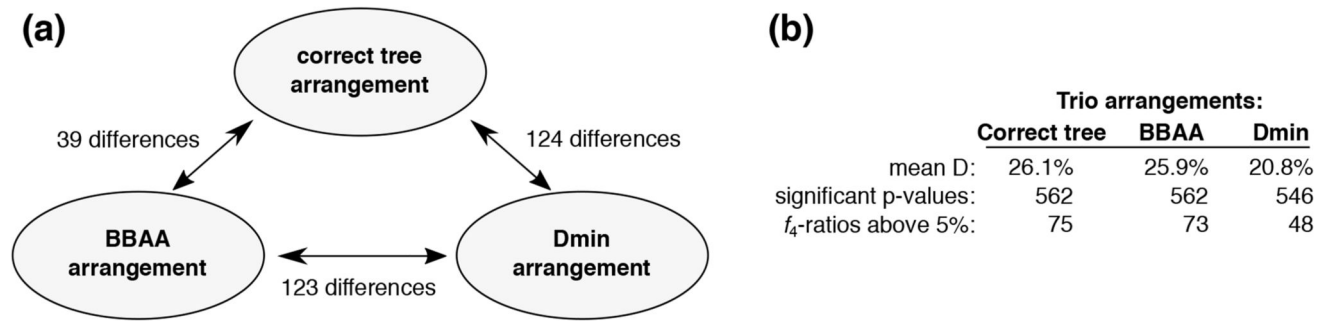 (a)
correct tree
arrangement
39 differences
124 differences
BBAA
arrangement
Dmin
arrangement
123 differences
(b)
Trio arrangements:
Correct tree BBAA Dmin
mean D: 26.1% 25.9% 20.8%
significant p-values: 562 562 546
f4-ratios above 5%: 75 73 48